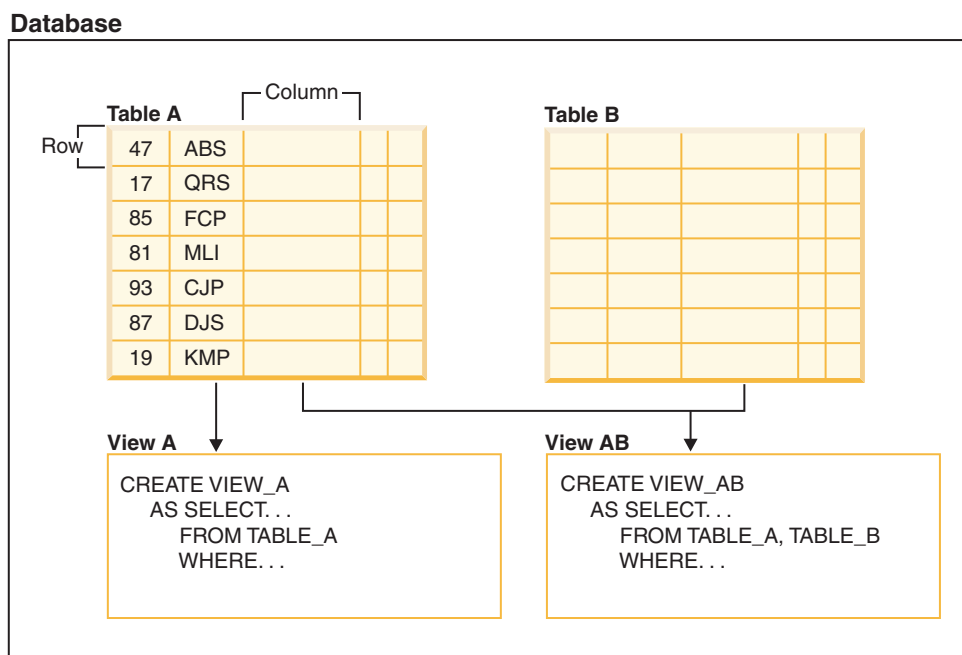 Database
Column
Table A
Table B
Row
47 ABS
17 QRS
85 FCP
81 MLI
93 CJP
87 DJS
19 KMP
View A
View AB
CREATE VIEW_A
AS SELECT. . .
FROM TABLE_A
WHERE. . .
CREATE VIEW_AB
AS SELECT. . .
FROM TABLE_A, TABLE_B
WHERE. . .